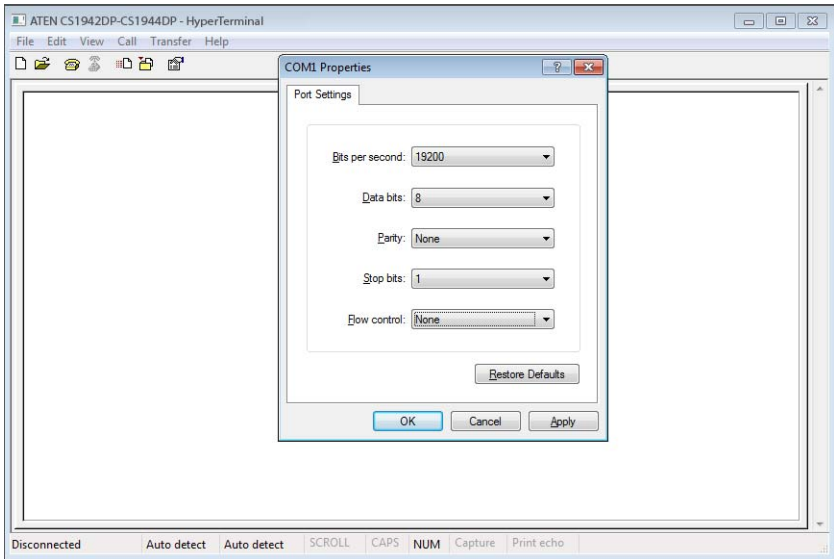 ATEN CS1942DP-CS1944DP - HyperTerminal
File Edit View Call Transfer Help
COM1 Properties
Port Settings
Bits per second: 19200
Data bits: 8
Parity: None
Stop bits: 1
Flow control: None
Restore Defaults
OK Cancel Apply
Disconnected Auto detect Auto detect SCROLL CAPS NUM Capture Print echo